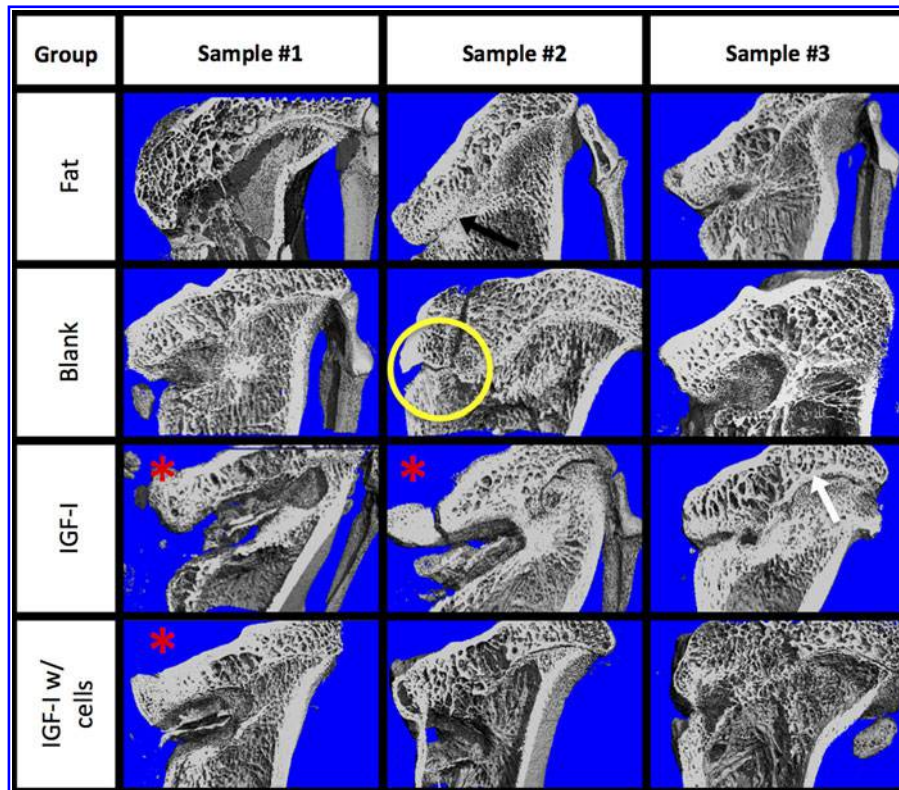 Group Sample #1 Sample #2 Sample #3
Fat
*
Blank
IGF-I
* *
IGF-I w/
cells